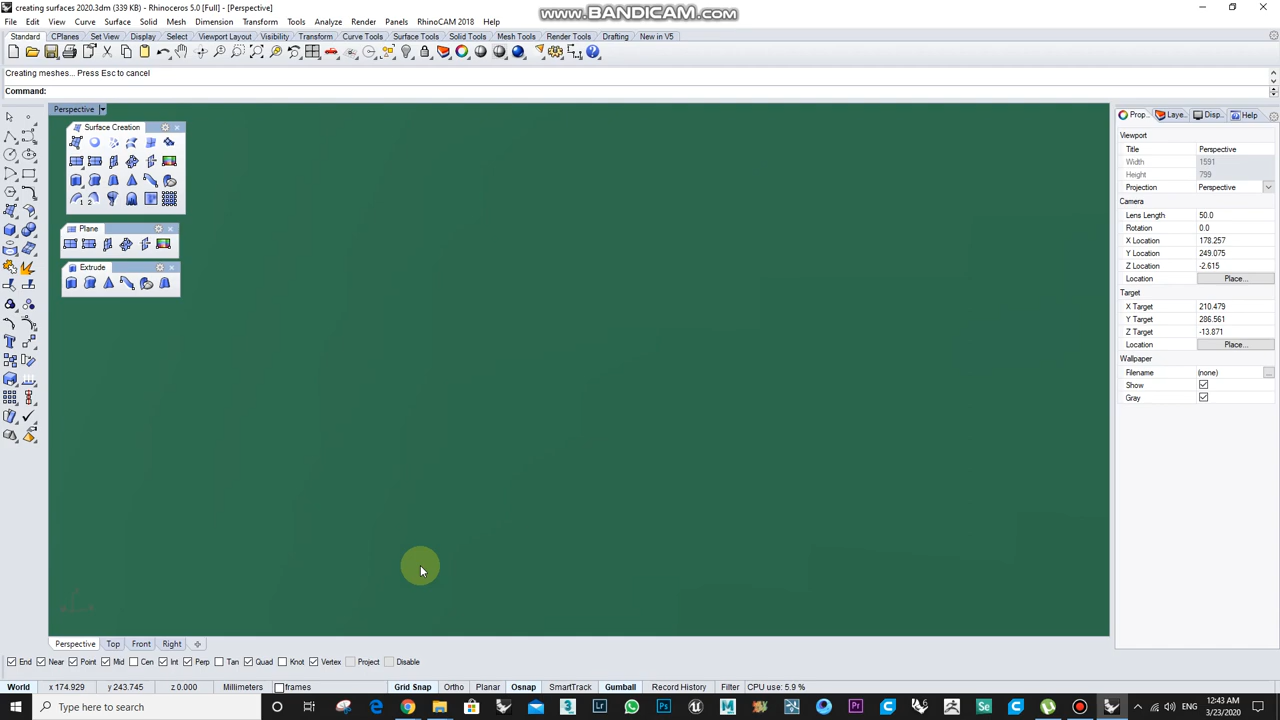 creating surfaces 2020.3dm (339 KB) - Rhinoceros 5.0 [Full] - [Perspective]
www.BANDICAM.com
File Edit View Curve Surface Solid Mesh Dimension Transform Tools Analyze Render Panels RhinoCAM 2018 Help
Standard CPlanes Set View Display Select Viewport Layout Visibility Transform Curve Tools Surface Tools Solid Tools Mesh Tools Render Tools Drafting New in V5
Creating meshes... Press Esc to cancel
Command:
Perspective
Surface Creation
Plane
Extrude
Prop... Laye... Disp... Help
Viewport
Title Perspective
Width 1591
Height 799
Projection Perspective
Camera
Lens Length 50.0
Rotation 0.0
X Location 178.257
Y Location 249.075
Z Location -2.615
Location Place...
Target
X Target 210.479
Y Target 286.561
Z Target -13.871
Location Place...
Wallpaper
Filename (none) ...
Show
Gray
Perspective Top Front Right
End Near Point Mid Cen Int Perp Tan Quad Knot Vertex Project Disable
World x 174.929 y 243.745 z 0.000 Millimeters frames Grid Snap Ortho Planar Osnap SmartTrack Gumball Record History Filter CPU use: 5.9 %
Type here to search
ENG
12:43 AM
3/23/2020